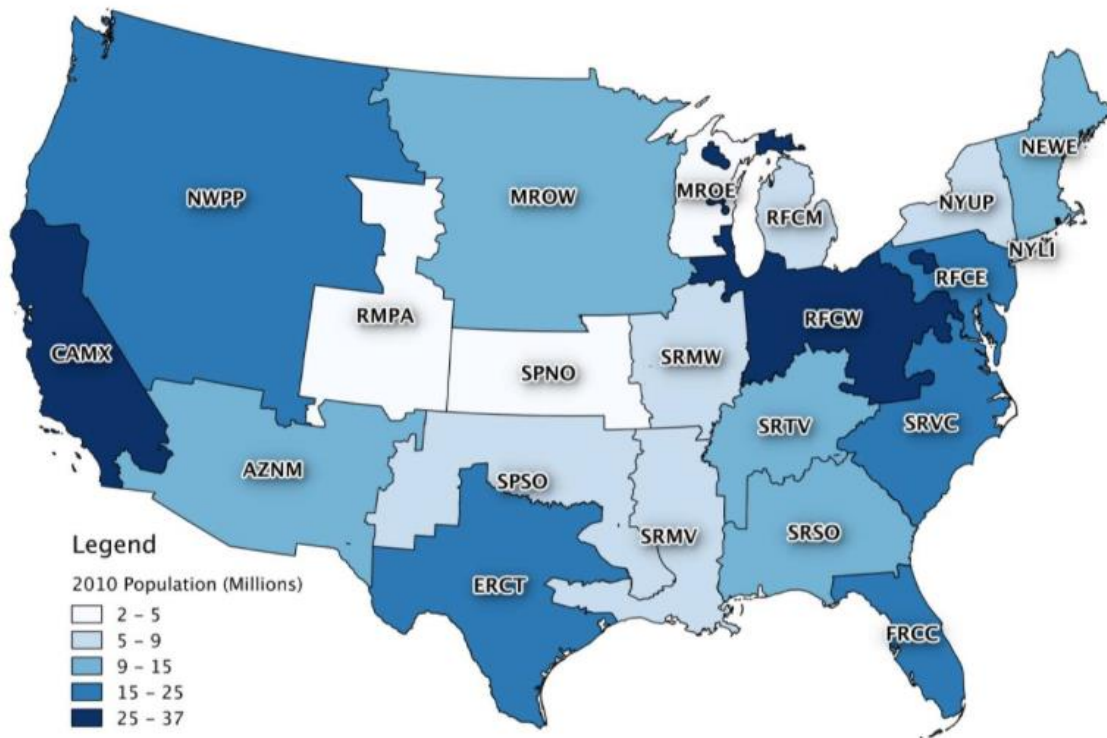 NEWE
NWPP
MROW
MROE
RFCM
NYUP
NYLI
RFCE
RMPA
RFCW
CAMX
SPNO
SRMW
SRTV
SRVC
AZNM
SPSO
SRMV
SRSO
ERCT
FRCC
Legend
2010 Population (Millions)
2 - 5
5 - 9
9 - 15
15 - 25
25 - 37